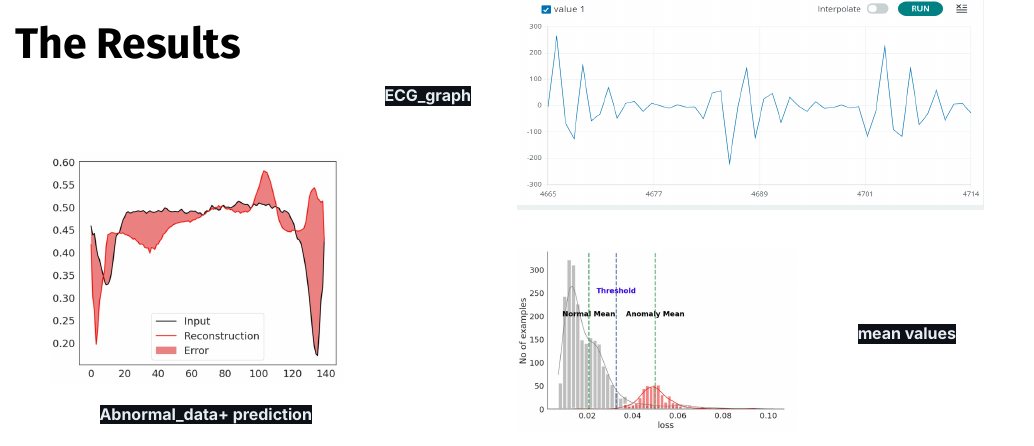 The Results
ECG_graph
value 1
Interpolate
RUN
300
200
100
0
-100
-200
-300
4665
4677
4689
4701
4714
0.60
0.55
0.50
0.45
0.40
0.35
0.30
0.25
0.20
Input
Reconstruction
Error
0 20 40 60 80 100 120 140
Abnormal_data+ prediction
No of examples
300
250
200
150
100
50
0
Threshold
Normal Mean
Anomaly Mean
0.02 0.04 0.06 0.08 0.10
loss
mean values